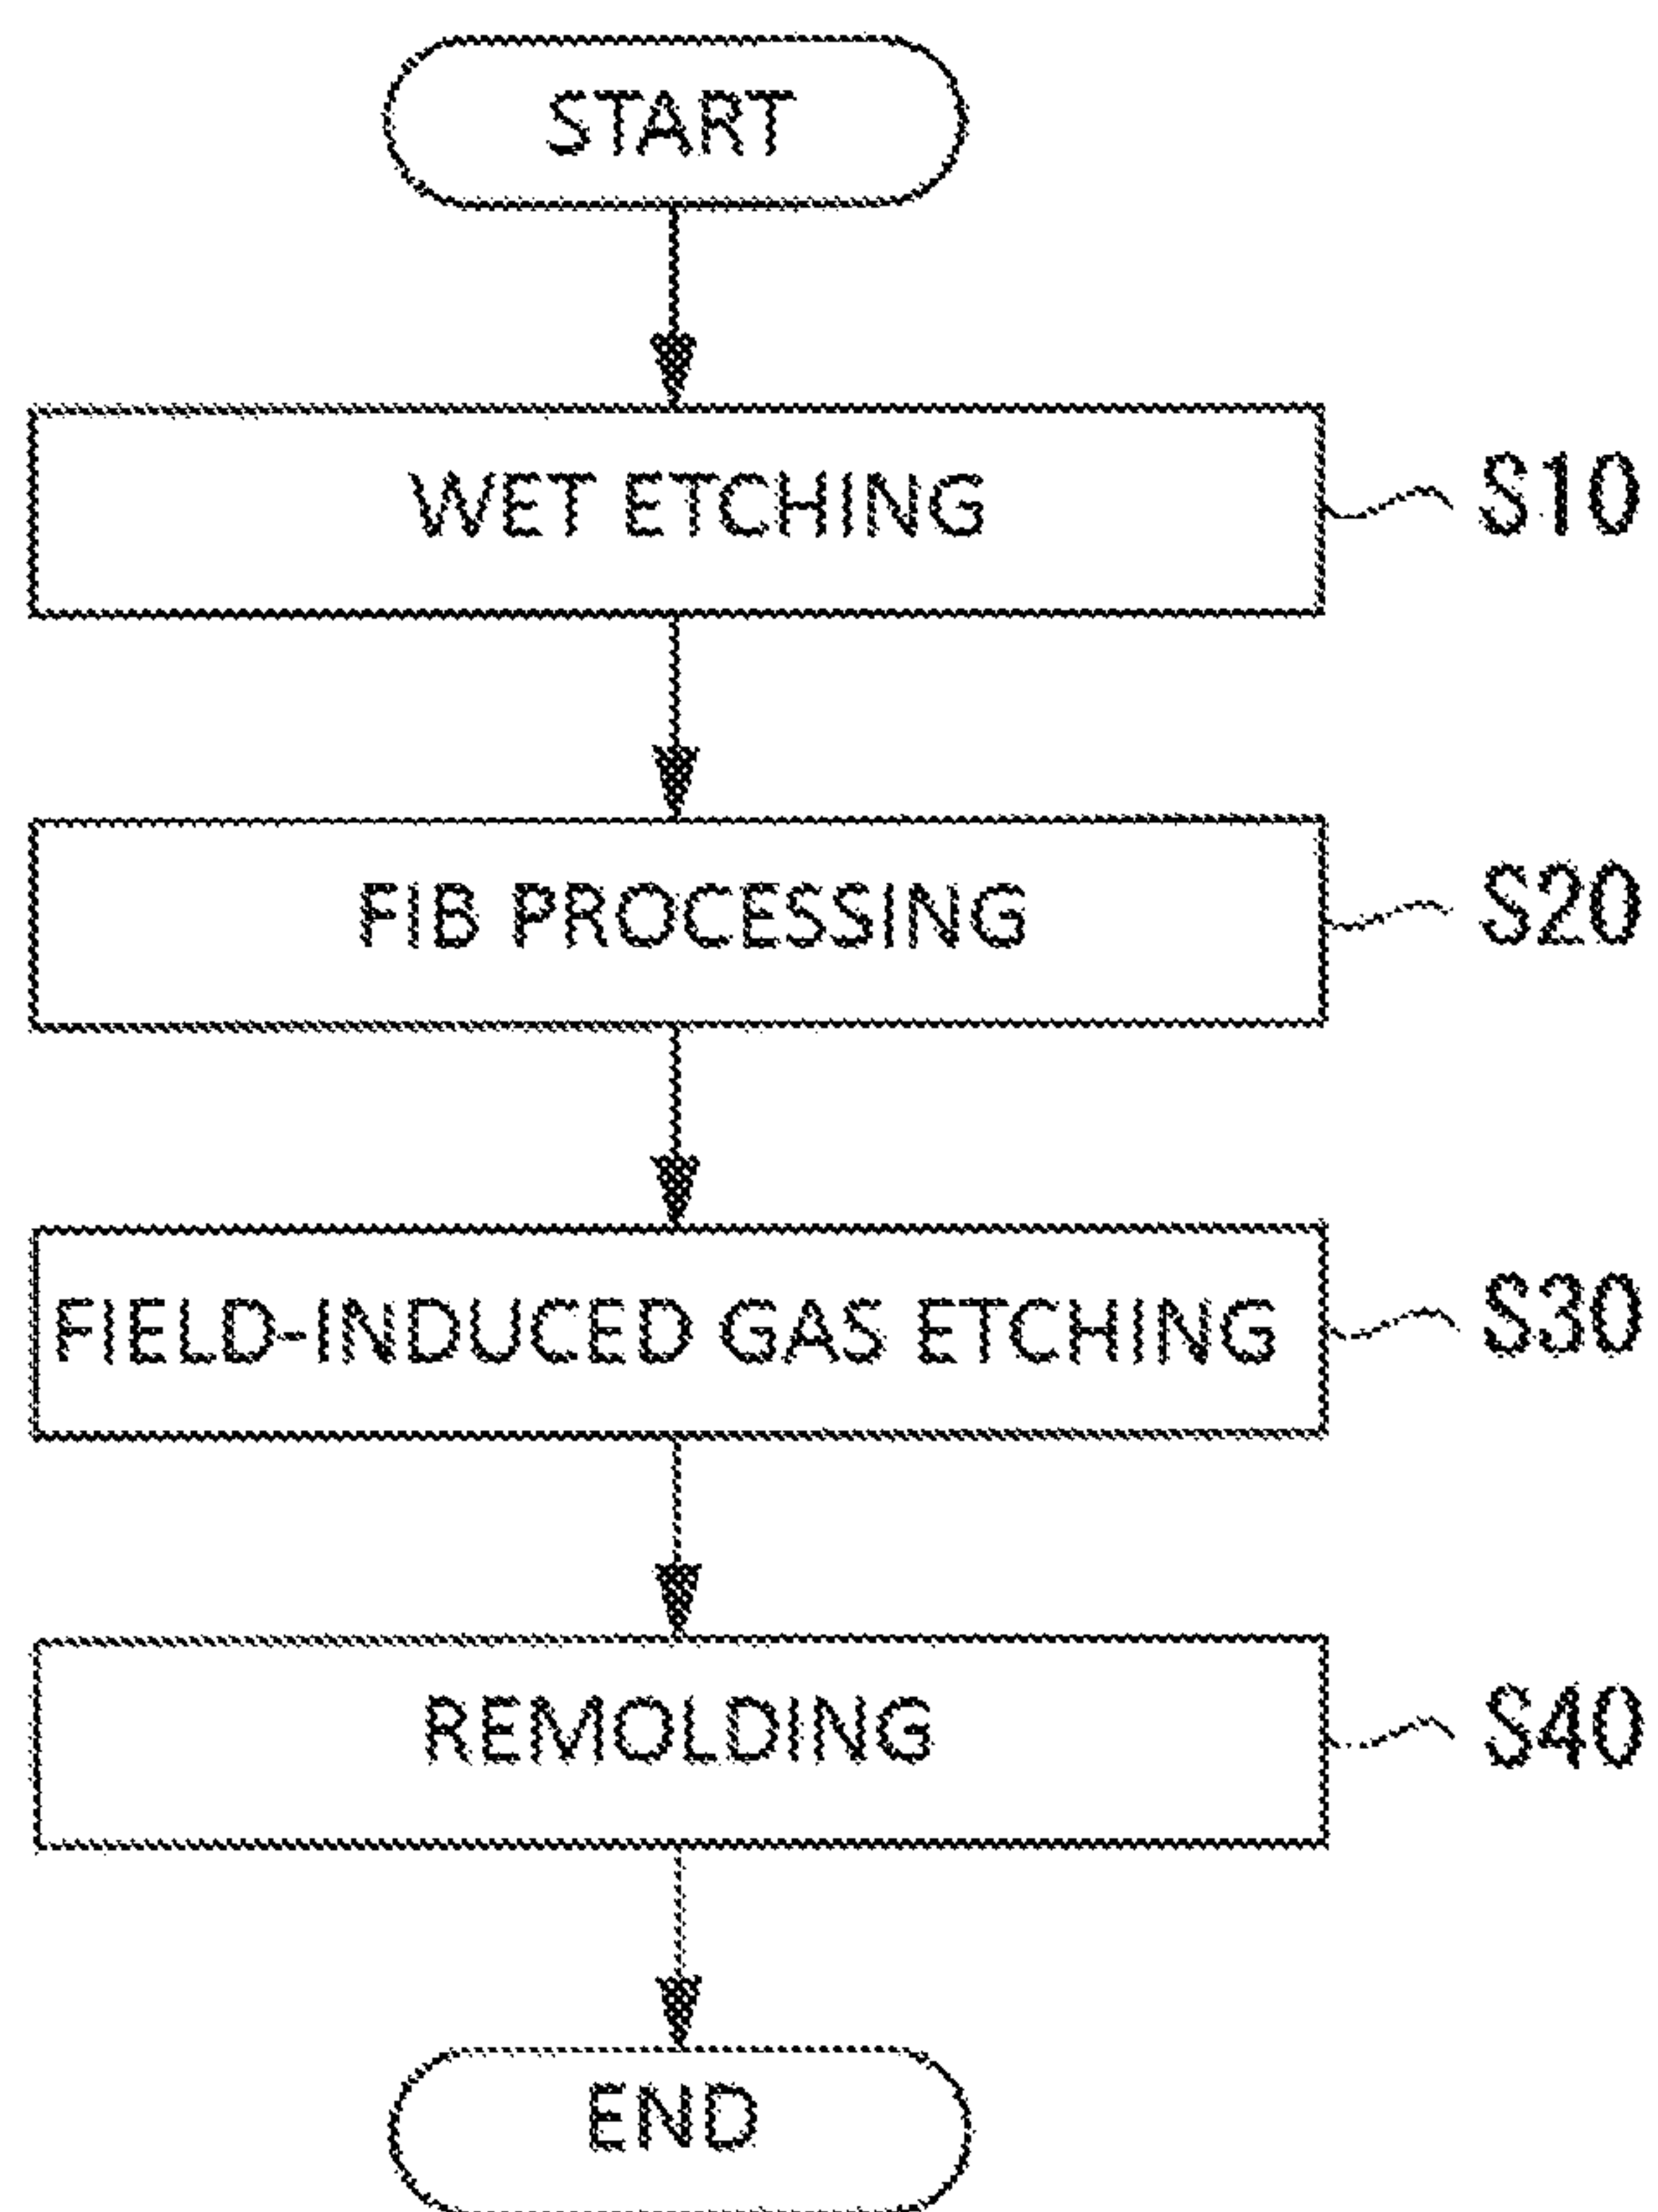 START
WET ETCHING
S10
FIB PROCESSING
S20
FIELD-INDUCED GAS ETCHING
S30
REMOLDING
S40
END